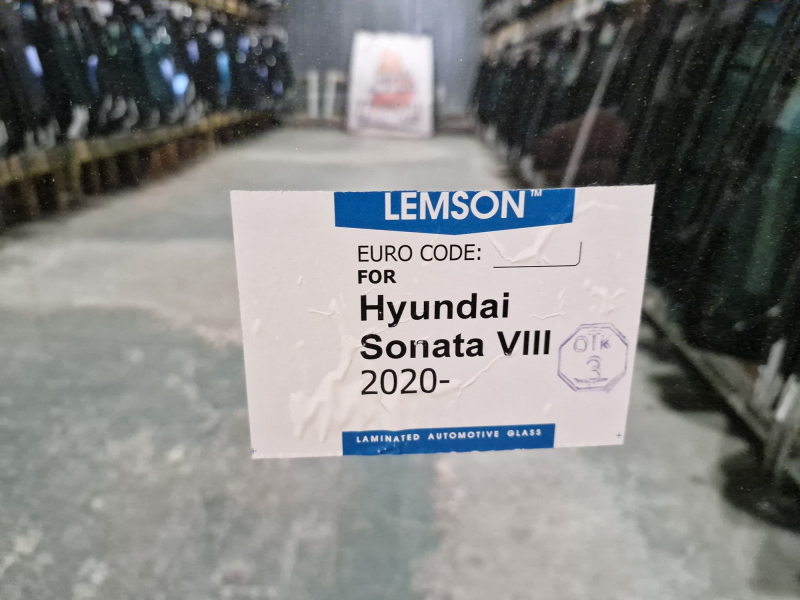 LEMSON™
EURO CODE:
FOR
Hyundai
Sonata VIII
2020-
ОТК
3
LAMINATED AUTOMOTIVE GLASS